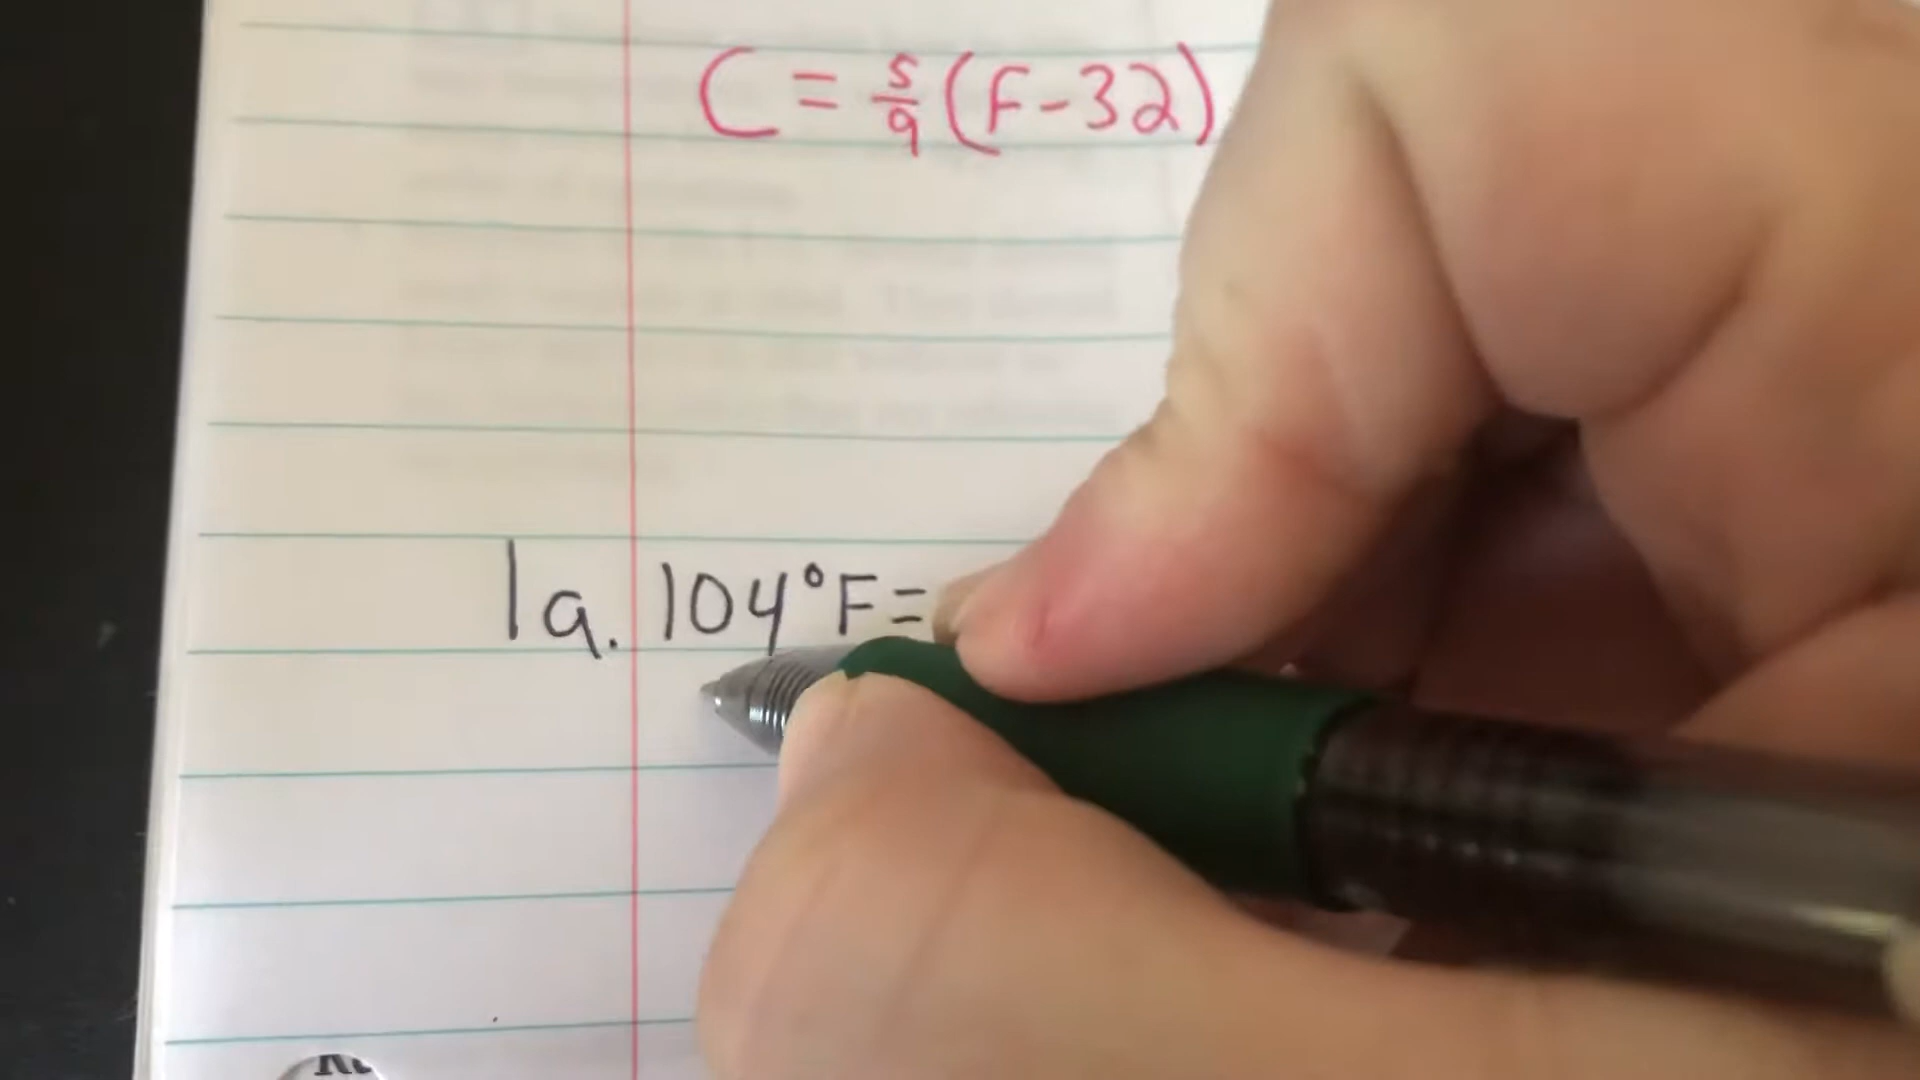 C = 5/9 (F-32)
1a. 104°F=